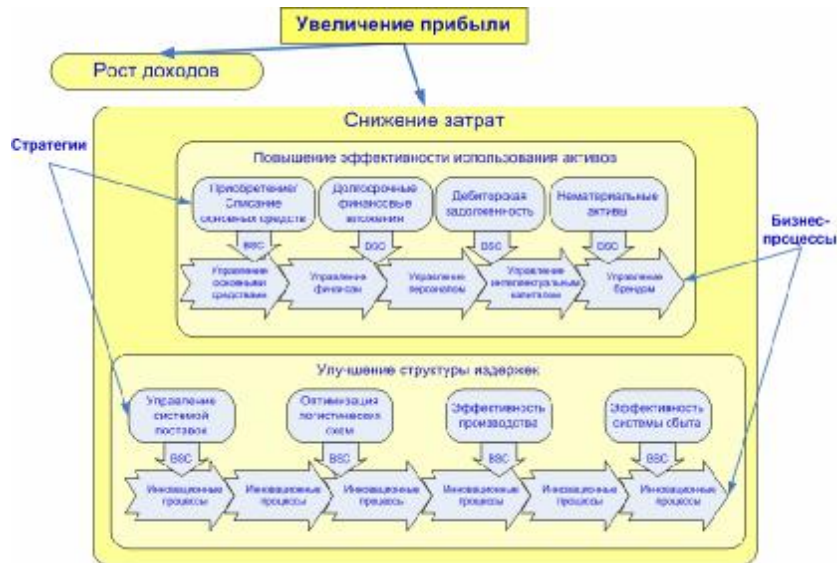 Увеличение прибыли
Рост доходов
Снижение затрат
Стратегии
Повышение эффективности использования активов
Приобретение/
Списание
основных средств
Долгосрочные
финансовые
вложения
Дебиторская
задолженность
Нематериальные
активы
Бизнес-
процессы
BSC
BSC
BSC
BSC
Управление
основными
средствами
Управление
финансами
Управление
персоналом
Управление
интеллектуальным
капиталом
Управление
брендом
Улучшение структуры издержек
Управление
системой
поставок
Оптимизация
логистических
схем
Эффективность
производства
Эффективность
системы сбыта
BSC
BSC
BSC
BSC
Инновационные
процессы
Инновационные
процессы
Инновационные
процессы
Инновационные
процессы
Инновационные
процессы
Инновационные
процессы